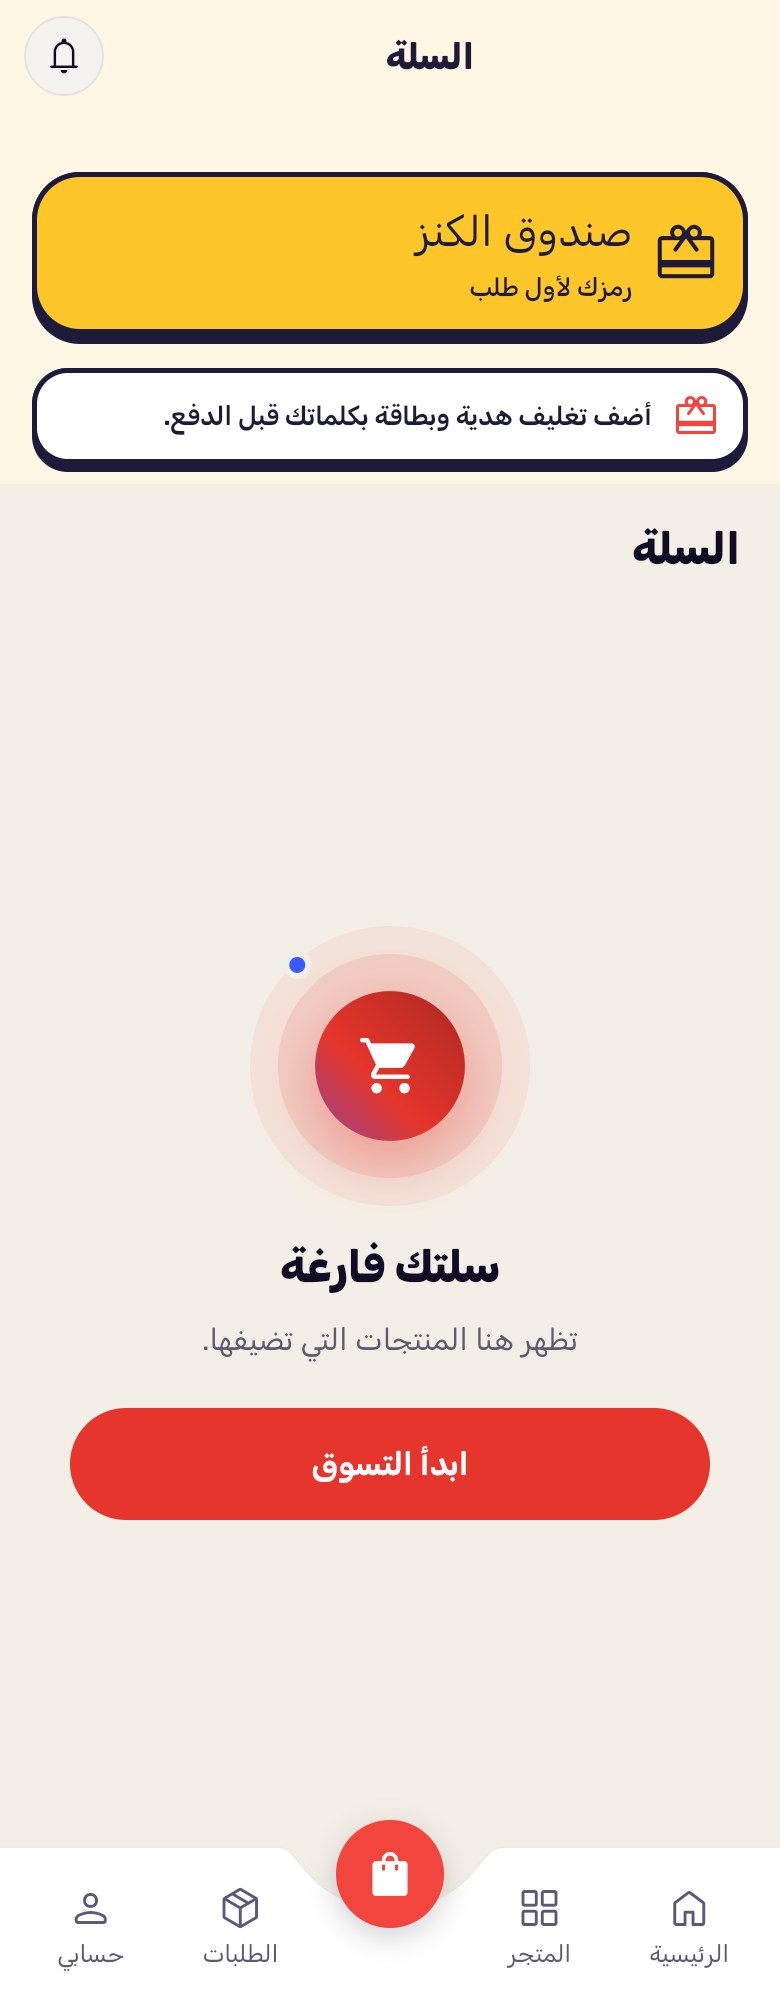 السلة
صندوق الكنز
رمزك لأول طلب
أضف تغليف هدية وبطاقة بكلماتك قبل الدفع.
السلة
سلتك فارغة
تظهر هنا المنتجات التي تضيفها.
ابدأ التسوق
الرئيسية
المتجر
الطلبات
حسابي